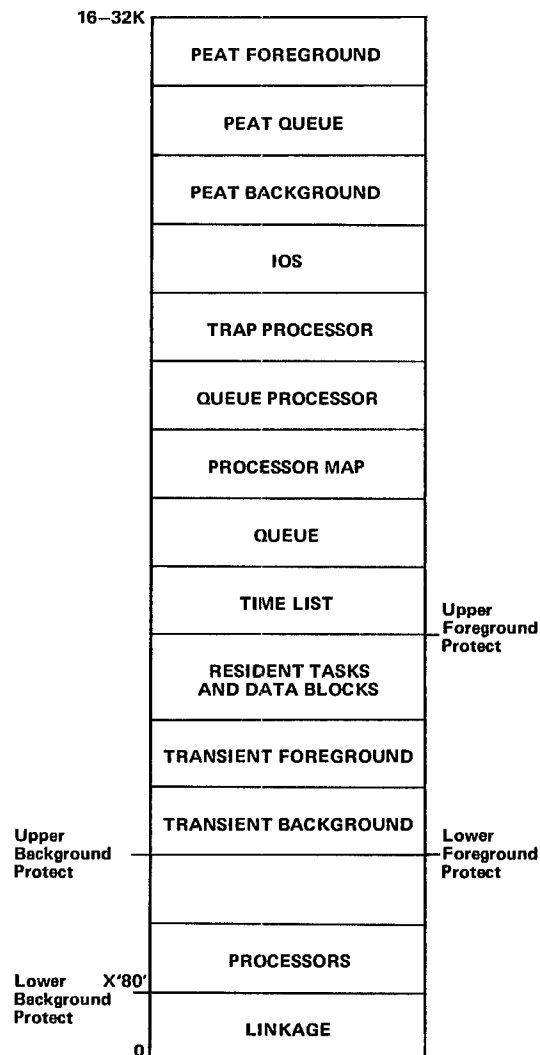 16–32K
PEAT FOREGROUND
PEAT QUEUE
PEAT BACKGROUND
IOS
TRAP PROCESSOR
QUEUE PROCESSOR
PROCESSOR MAP
QUEUE
TIME LIST
Upper
Foreground
Protect
RESIDENT TASKS
AND DATA BLOCKS
TRANSIENT FOREGROUND
TRANSIENT BACKGROUND
Upper
Background
Protect
Lower
Foreground
Protect
PROCESSORS
Lower X'80'
Background
Protect
LINKAGE
0